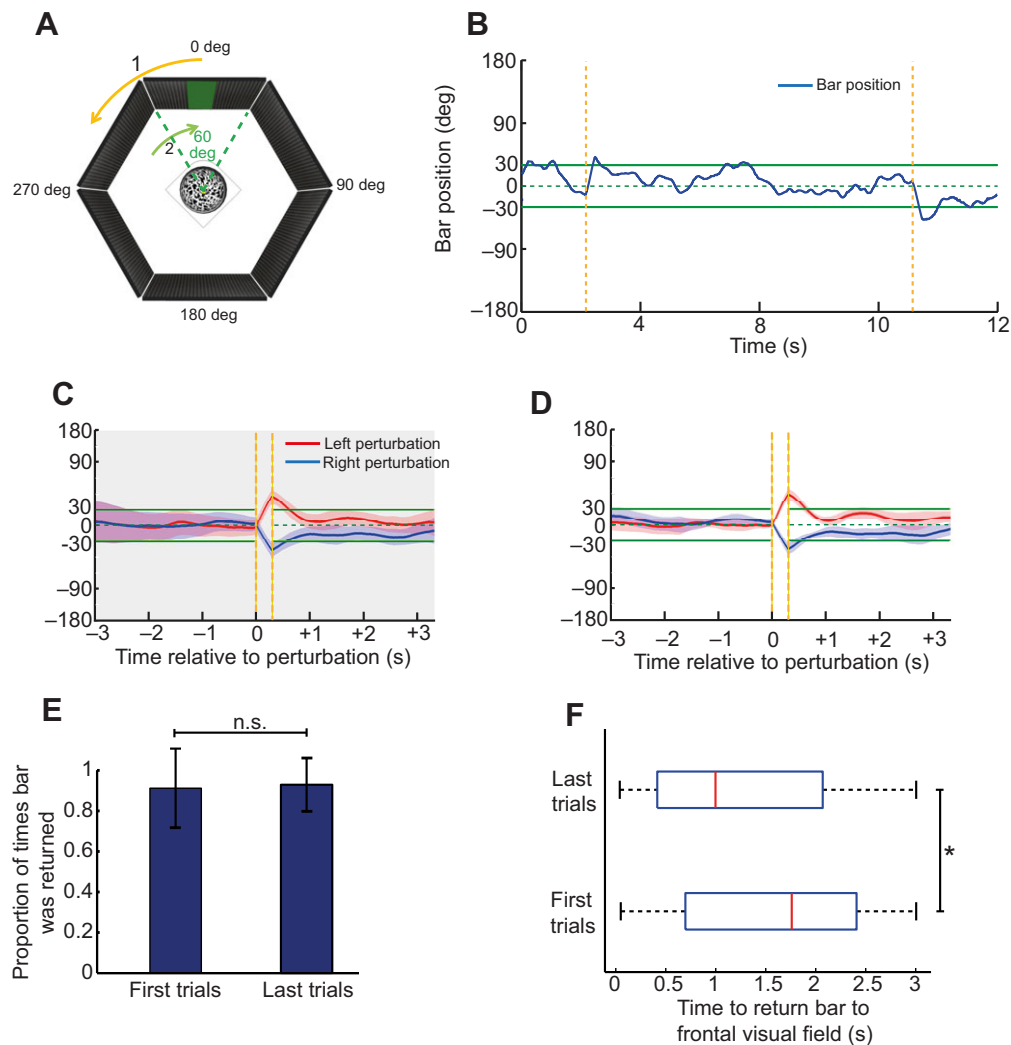 A
0 deg
1
2
60
deg
270 deg
90 deg
180 deg
B
Bar position (deg)
180
90
30
0
–30
–90
–180
Bar position
0
4
8
10
12
Time (s)
C
180
90
30
0
–30
–90
–180
Left perturbation
Right perturbation
–3
–2
–1
0
+1
+2
+3
Time relative to perturbation (s)
D
180
90
30
0
–30
–90
–180
–3
–2
–1
0
+1
+2
+3
Time relative to perturbation (s)
E
n.s.
Proportion of times bar
was returned
1
0.8
0.6
0.4
0.2
0
First trials
Last trials
F
Last
trials
First
trials
*
0
0.5
1
1.5
2
2.5
3
Time to return bar to
frontal visual field (s)